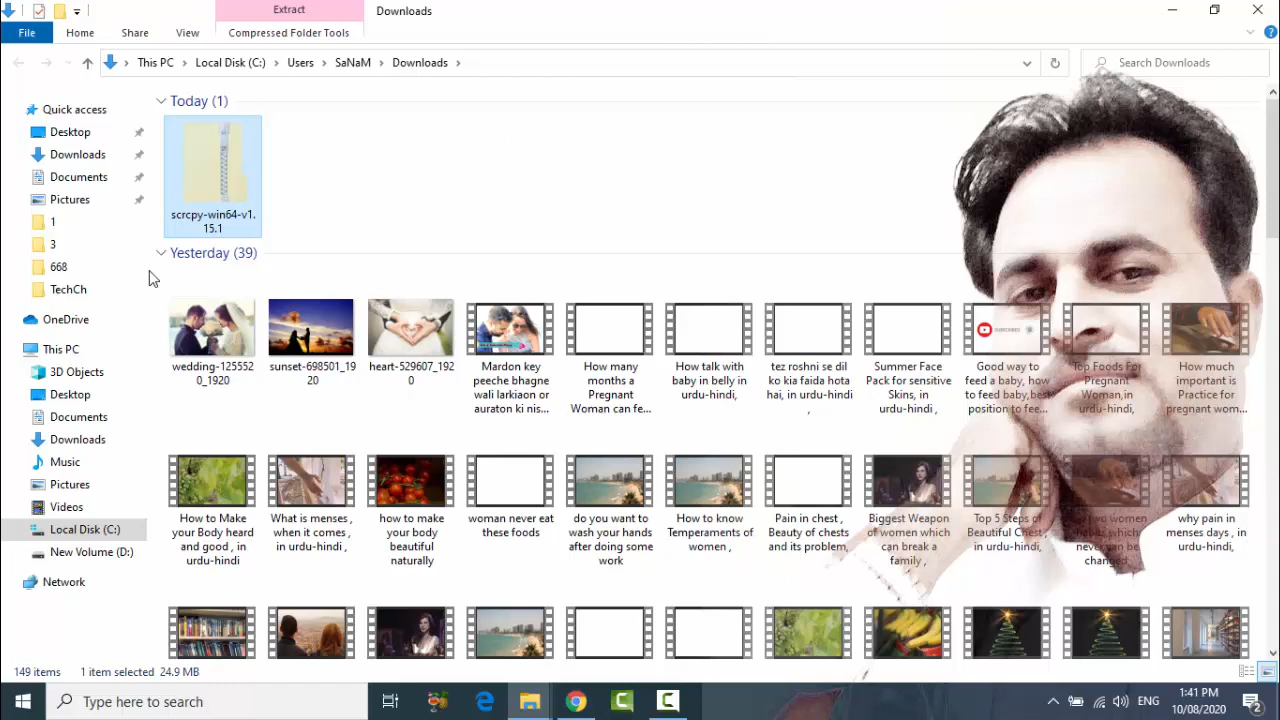 Extract
Downloads
File
Home
Share
View
Compressed Folder Tools
This PC
Local Disk (C:)
Users
SaNaM
Downloads
Search Downloads
Quick access
Desktop
Downloads
Documents
Pictures
1
3
668
TechCh
OneDrive
This PC
3D Objects
Desktop
Documents
Downloads
Music
Pictures
Videos
Local Disk (C:)
New Volume (D:)
Network
Today (1)
scrcpy-win64-v1.
15.1
Yesterday (39)
wedding-125552
0_1920
sunset-698501_19
20
heart-529607_192
0
Mardon key
peeche bhagne
wali larkiaon or
auraton ki nis...
How many
months a
Pregnant
Woman can fe...
How talk with
baby in belly in
urdu-hindi,
tez roshni se dil
ko kia faida hota
hai, in urdu-hindi
,
Summer Face
Pack for sensitive
Skins, in
urdu-hindi ,
SUBSCRIBED
Good way to
feed a baby, how
to feed baby,best
position to fee...
Top Foods For
Pregnant
Woman,in
urdu-hindi,
How much
important is
Practice for
pregnant wom...
How to Make
your Body heard
and good , in
urdu-hindi
What is menses ,
when it comes ,
in urdu-hindi ,
how to make
your body
beautiful
naturally
woman never eat
these foods
do you want to
wash your hands
after doing some
work
How to know
Temperaments of
women ,
Pain in chest ,
Beauty of chests
and its problem,
Biggest Weapon
of women which
can break a
family ,
Top 5 Steps of
Beautiful Chest ,
in urdu-hindi,
two women
which
never can be
changed
why pain in
menses days , in
urdu-hindi,
149 items
1 item selected
24.9 MB
Type here to search
ENG
1:41 PM
10/08/2020
2